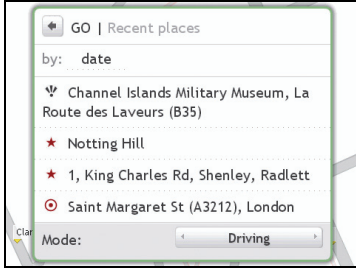 GO | Recent places
by: date
Channel Islands Military Museum, La
Route des Laveurs (B35)
Notting Hill
1, King Charles Rd, Shenley, Radlett
Saint Margaret St (A3212), London
Clar
Mode: Driving